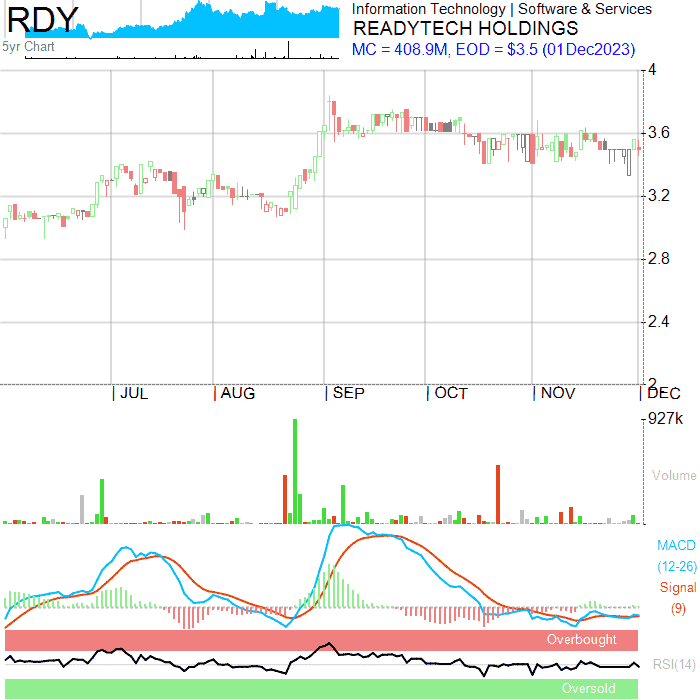 RDY
5yr Chart
Information Technology | Software & Services
READYTECH HOLDINGS
MC = 408.9M, EOD = $3.5 (01Dec2023)
4
3.6
3.2
2.8
2.4
2
JUL AUG SEP OCT NOV DEC
927k
Volume
MACD
(12-26)
Signal
(9)
Overbought
RSI(14)
Oversold